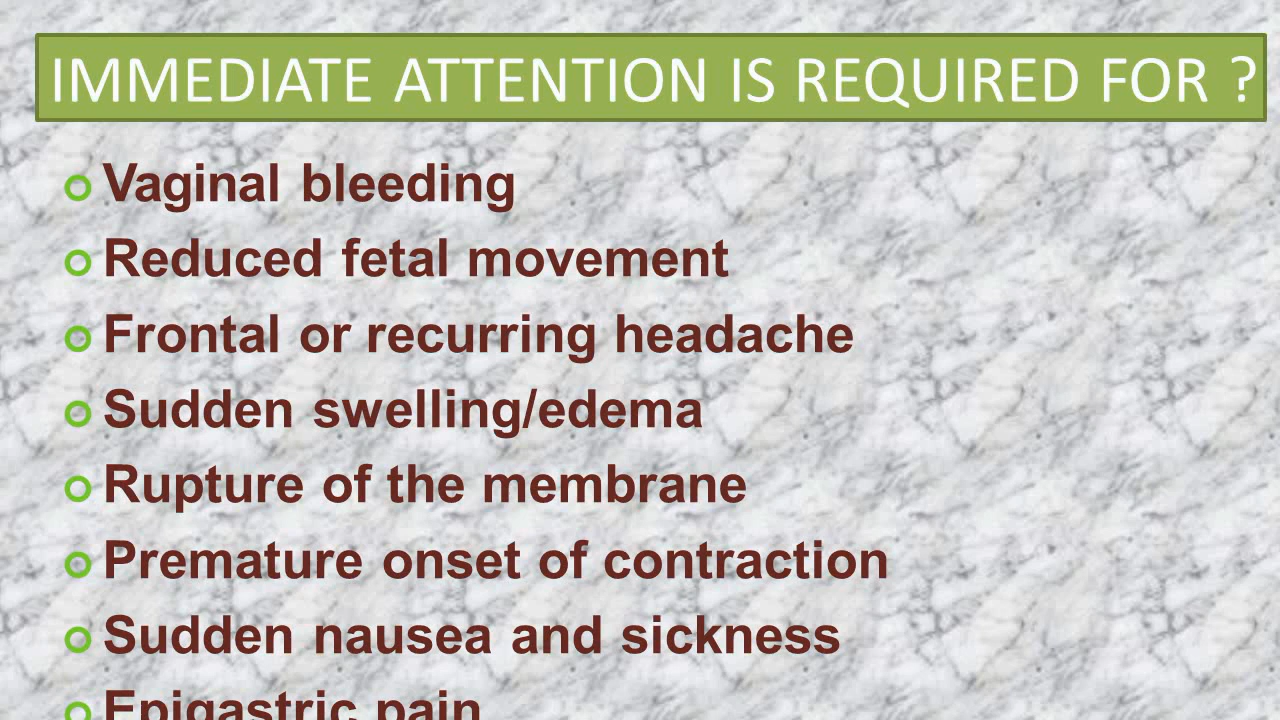 IMMEDIATE ATTENTION IS REQUIRED FOR ?
Vaginal bleeding
Reduced fetal movement
Frontal or recurring headache
Sudden swelling/edema
Rupture of the membrane
Premature onset of contraction
Sudden nausea and sickness
Epigastric pain